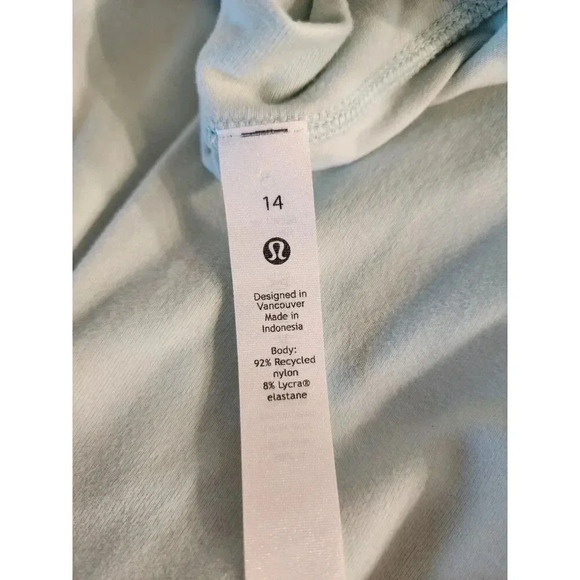 14
Designed in
Vancouver
Made in
Indonesia
Body:
92% Recycled
nylon
8% Lycra®
elastane